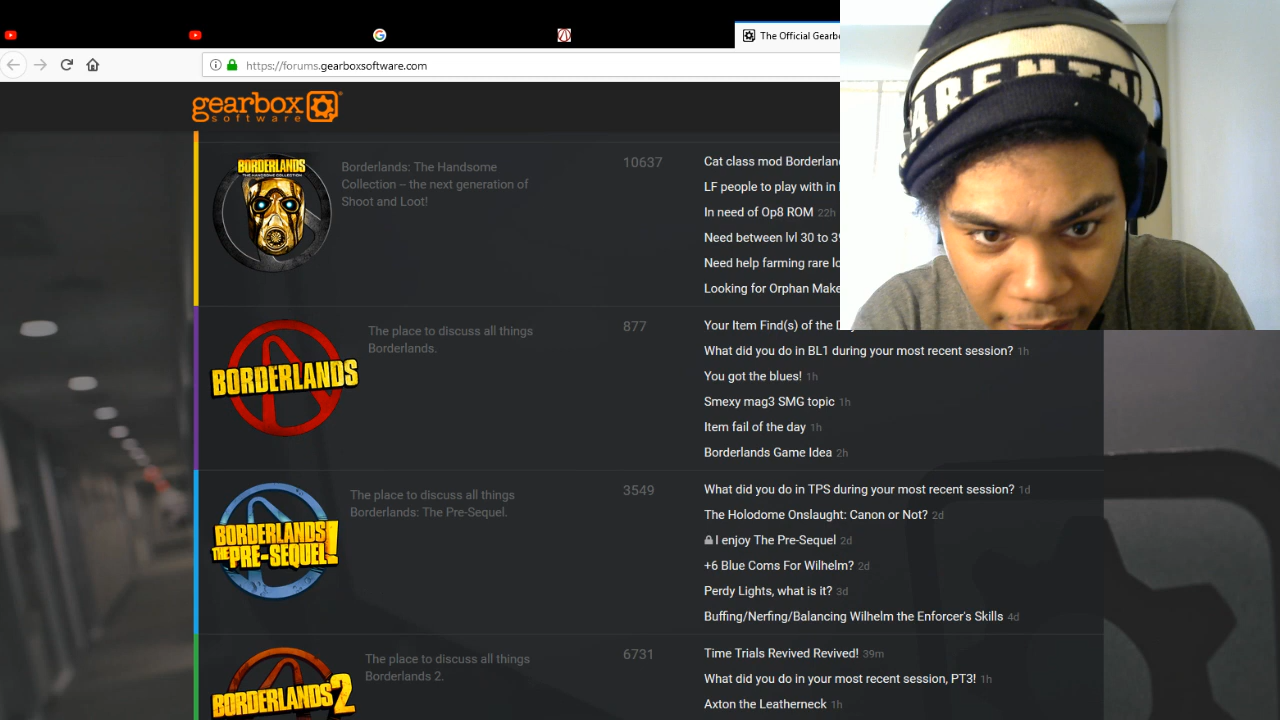 The Official Gearbo
https://forums.gearboxsoftware.com
gearbox
software
BORDERLANDS
THE HANDSOME COLLECTION
Borderlands: The Handsome
Collection – the next generation of
Shoot and Loot!
10637
Cat class mod Borderlan
LF people to play with in
In need of Op8 ROM 22h
Need between lvl 30 to 3
Need help farming rare lo
Looking for Orphan Make
BORDERLANDS
The place to discuss all things
Borderlands.
877
Your Item Find(s) of the D
What did you do in BL1 during your most recent session? 1h
You got the blues! 1h
Smexy mag3 SMG topic 1h
Item fail of the day 1h
Borderlands Game Idea 2h
BORDERLANDS
THE PRE-SEQUEL!
The place to discuss all things
Borderlands: The Pre-Sequel.
3549
What did you do in TPS during your most recent session? 1d
The Holodome Onslaught: Canon or Not? 2d
I enjoy The Pre-Sequel 2d
+6 Blue Coms For Wilhelm? 2d
Perdy Lights, what is it? 3d
Buffing/Nerfing/Balancing Wilhelm the Enforcer's Skills 4d
BORDERLANDS 2
The place to discuss all things
Borderlands 2.
6731
Time Trials Revived Revived! 39m
What did you do in your most recent session, PT3! 1h
Axton the Leatherneck 1h
ARENTAL